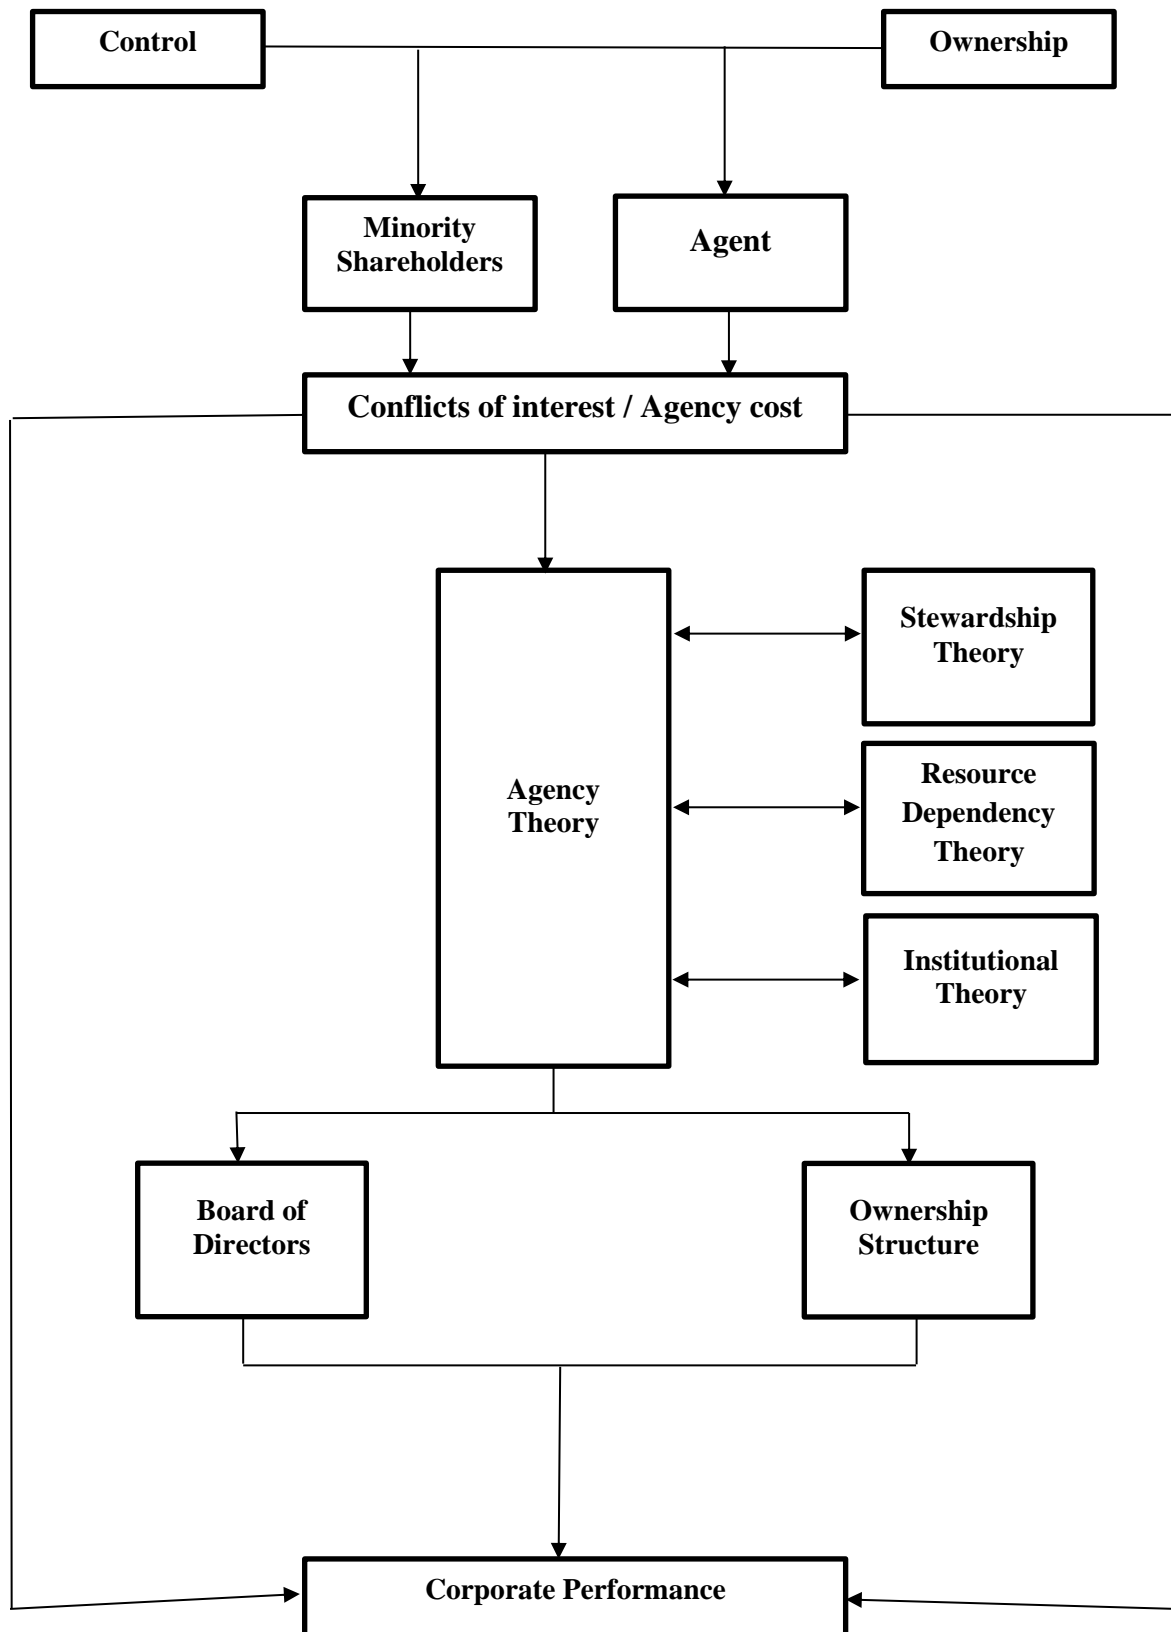 Control
Ownership
Minority
Shareholders
Agent
Conflicts of interest / Agency cost
Stewardship
Theory
Agency
Theory
Resource
Dependency
Theory
Institutional
Theory
Board of
Directors
Ownership
Structure
Corporate Performance